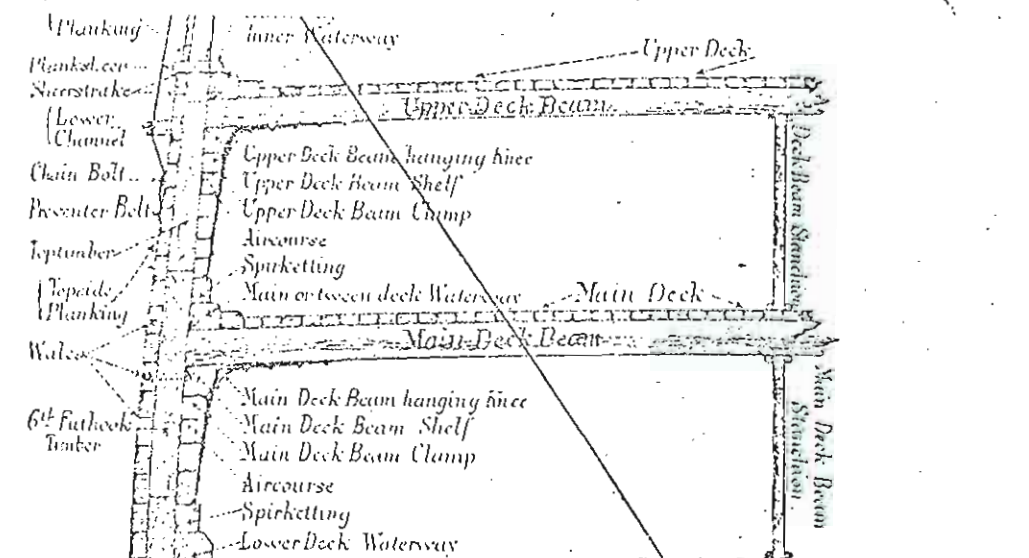 Planking
Planksheer
Sheerstrake
Lower
Channel
Chain Bolt
Preventer Bolt
Toptimber
Topside
Planking
Wales
6th Futhook
Timber
Inner Waterway
Upper Deck
Upper Deck Beam
Upper Deck Beam hanging knee
Upper Deck Beam Shelf
Upper Deck Beam Clamp
Aircourse
Spirketting
Main or tween deck Waterway
Main Deck
Main Deck Beam
Main Deck Beam hanging knee
Main Deck Beam Shelf
Main Deck Beam Clamp
Aircourse
Spirketting
Lower Deck Waterway
Deck Beam Stanchion
Main Deck Beam
Stanchion